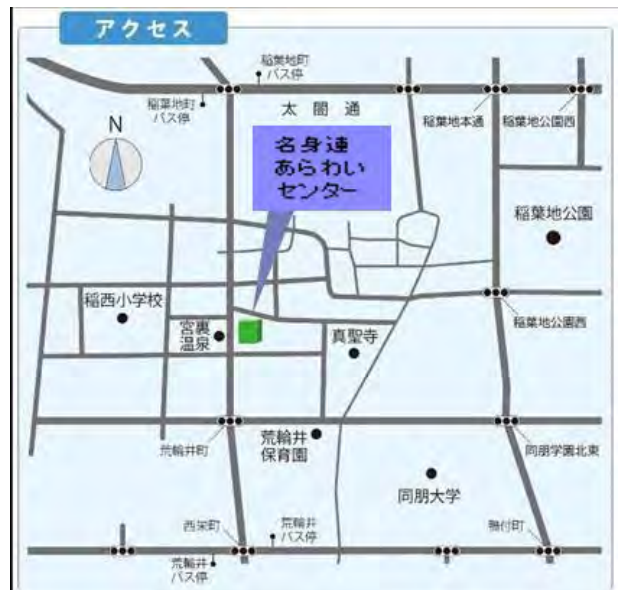 アクセス
稲葉地町
バス停
稲葉地町
バス停
太閤通
稲葉地本通
稲葉地公園西
N
名身連
あらわい
センター
稲葉地公園
稲西小学校
宮裏
温泉
真聖寺
稲葉地公園西
荒輪井町
荒輪井
保育園
同朋学園北東
同朋大学
西栄町
荒輪井
バス停
鴨付町
荒輪井
バス停